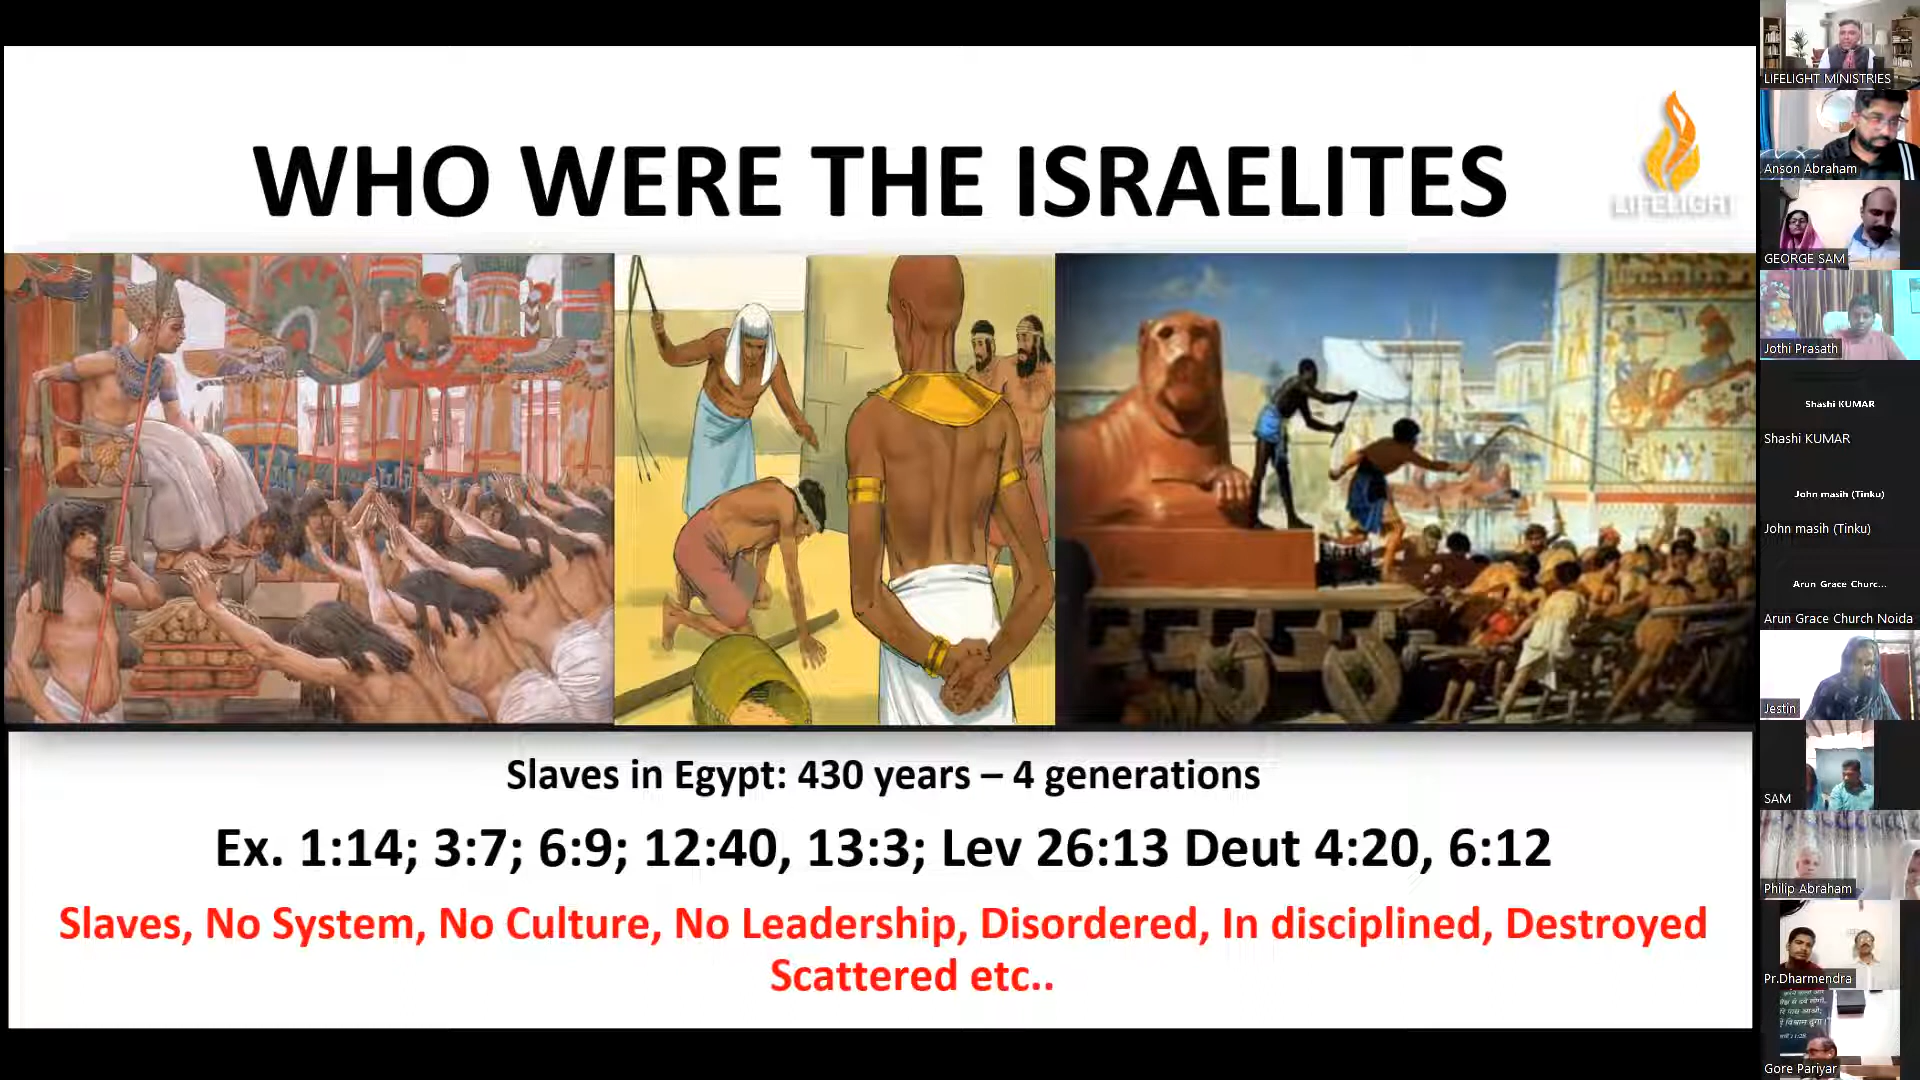 WHO WERE THE ISRAELITES
LIFELIGHT
Slaves in Egypt: 430 years – 4 generations
Ex. 1:14; 3:7; 6:9; 12:40, 13:3; Lev 26:13 Deut 4:20, 6:12
Slaves, No System, No Culture, No Leadership, Disordered, In disciplined, Destroyed
Scattered etc..
LIFELIGHT MINISTRIES
Anson Abraham
GEORGE SAM
Jothi Prasath
Shashi KUMAR
Shashi KUMAR
John masih (Tinku)
John masih (Tinku)
Arun Grace Churc...
Arun Grace Church Noida
Jestin
SAM
Philip Abraham
Pr.Dharmendra
Gore Pariyar